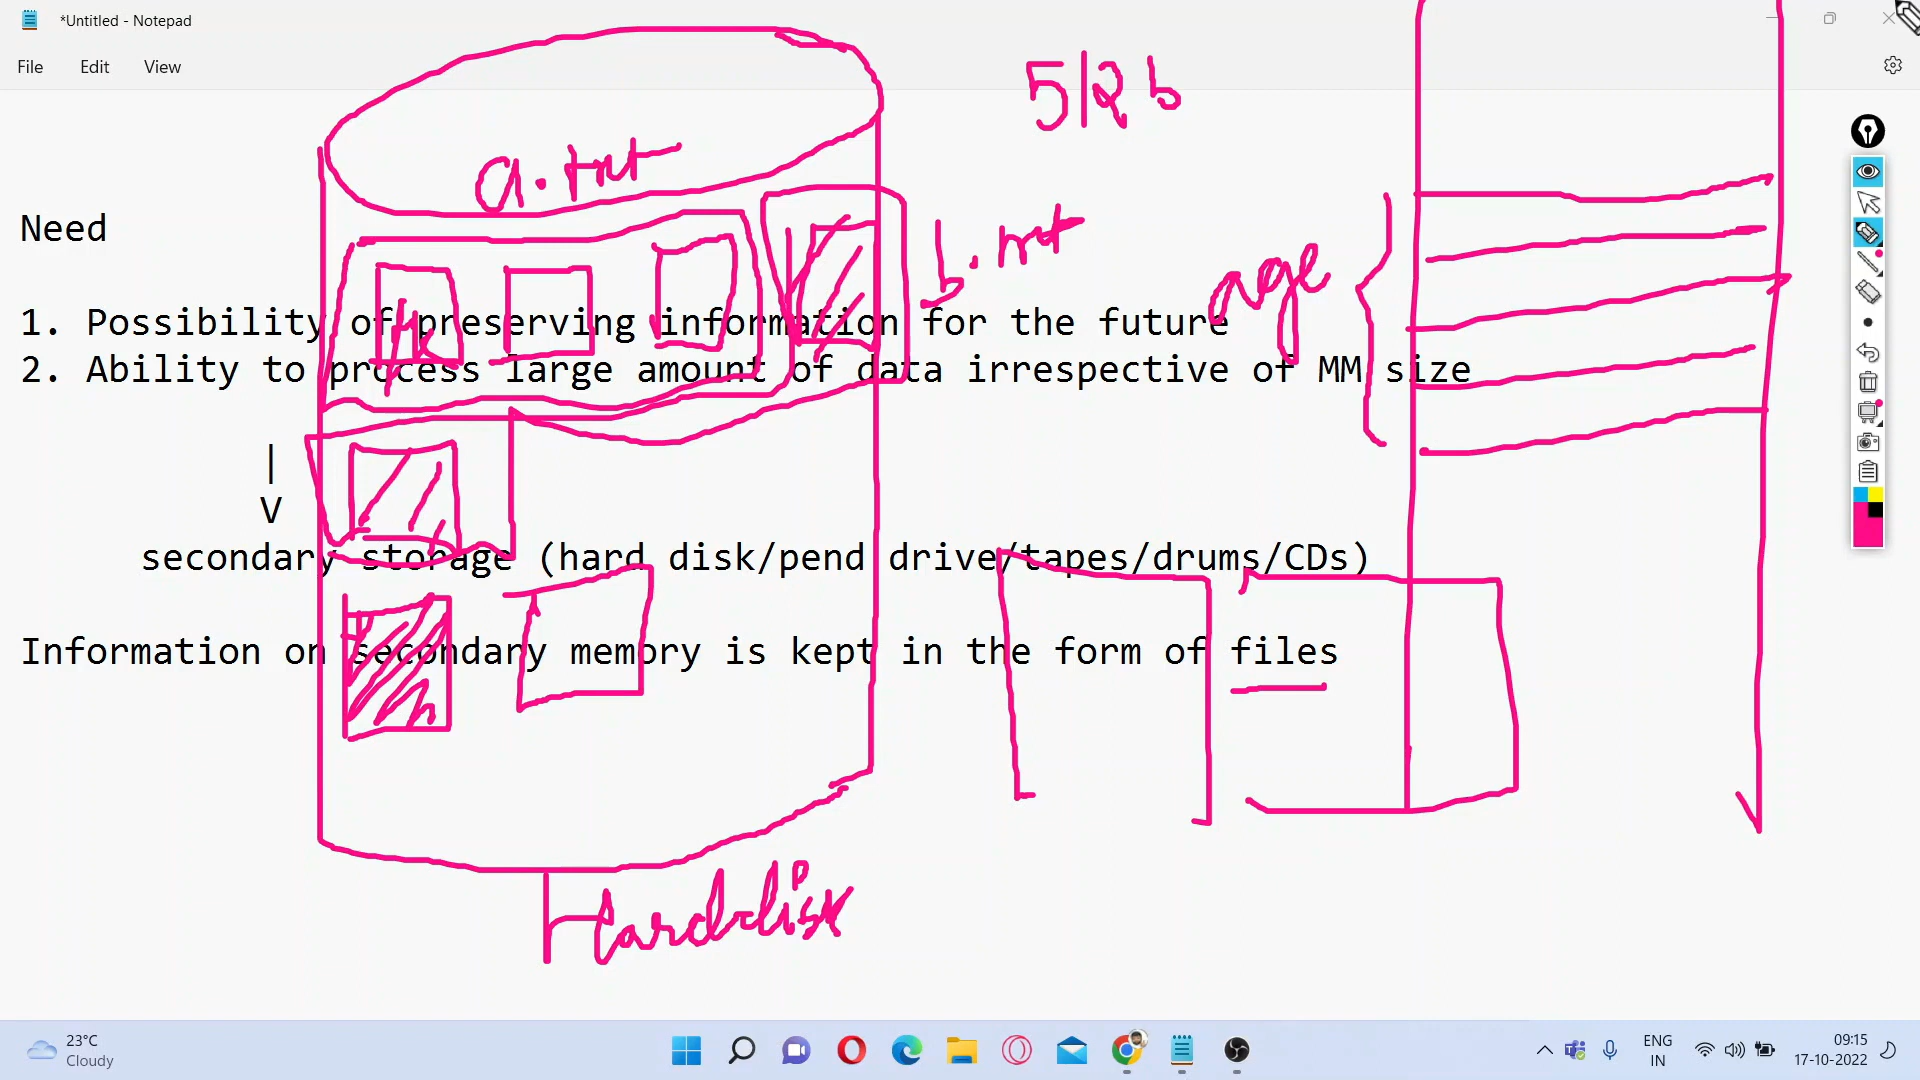 *Untitled - Notepad
File Edit View
512 b
a.txt
Need
b.txt
age
1. Possibility of preserving information for the future
4k
2. Ability to process large amount of data irrespective of MM size
|
V
secondary storage (hard disk/pend drive/tapes/drums/CDs)
Information on secondary memory is kept in the form of files
Harddisk
23°C
Cloudy
ENG
IN
09:15
17-10-2022